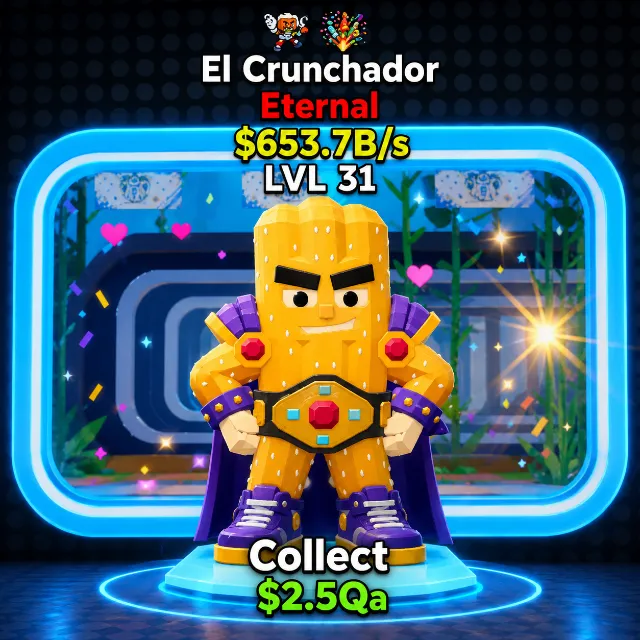 El Crunchador
Eternal
$653.7B/s
LVL 31
Collect
$2.5Qa